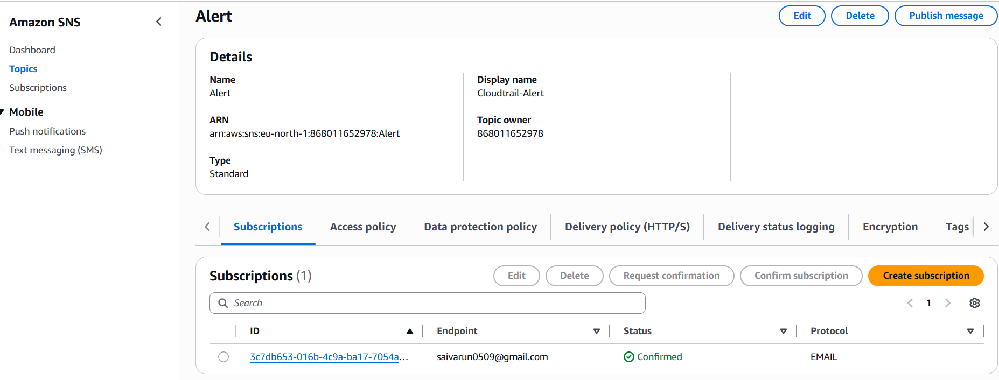 Amazon SNS
Dashboard
Topics
Subscriptions
Mobile
Push notifications
Text messaging (SMS)
Alert
Edit
Delete
Publish message
Details
Name
Alert
ARN
arn:aws:sns:eu-north-1:868011652978:Alert
Type
Standard
Display name
Cloudtrail-Alert
Topic owner
868011652978
Subscriptions
Access policy
Data protection policy
Delivery policy (HTTP/S)
Delivery status logging
Encryption
Tags
Subscriptions (1)
Edit
Delete
Request confirmation
Confirm subscription
Create subscription
Search
1
ID
Endpoint
Status
Protocol
3c7db653-016b-4c9a-ba17-7054a...
saivarun0509@gmail.com
Confirmed
EMAIL